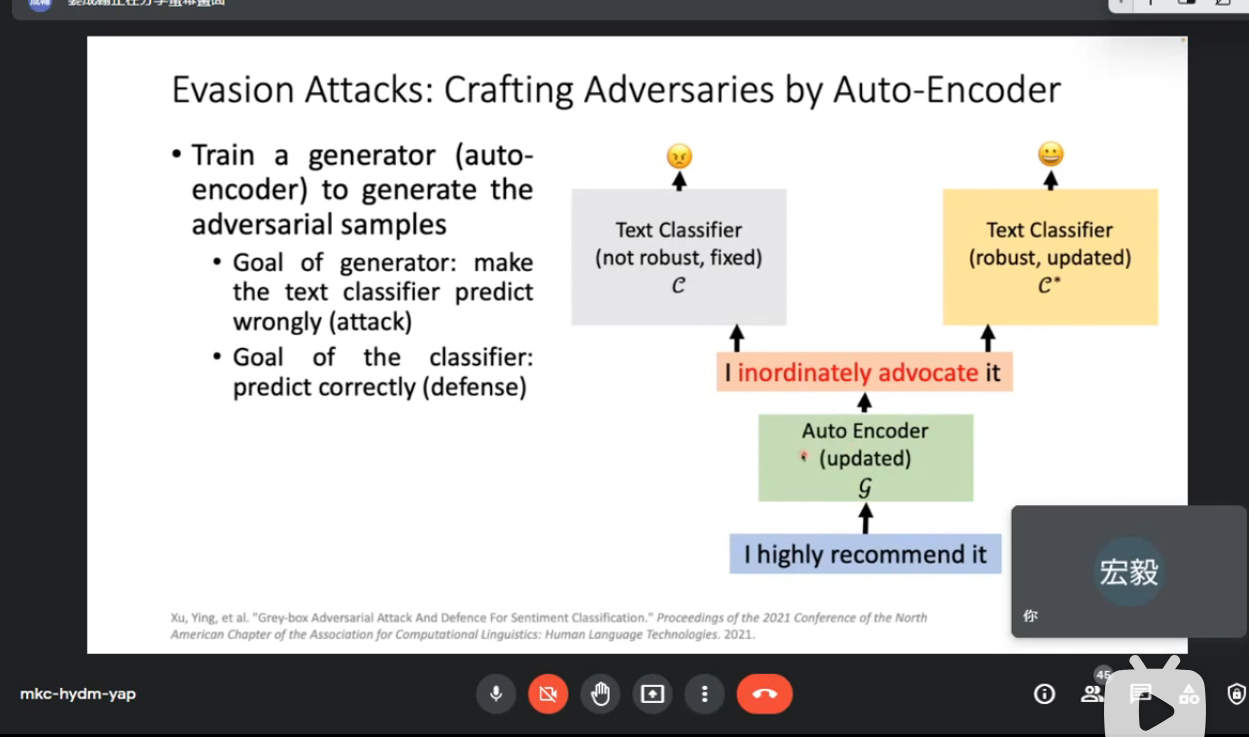 Evasion Attacks: Crafting Adversaries by Auto-Encoder
• Train a generator (auto-
encoder) to generate the
adversarial samples
• Goal of generator: make
the text classifier predict
wrongly (attack)
• Goal of the classifier:
predict correctly (defense)
Text Classifier
(not robust, fixed)
𝒞
Text Classifier
(robust, updated)
𝒞*
I inordinately advocate it
Auto Encoder
(updated)
𝒢
I highly recommend it
Xu, Ying, et al. "Grey-box Adversarial Attack And Defence For Sentiment Classification." Proceedings of the 2021 Conference of the North
American Chapter of the Association for Computational Linguistics: Human Language Technologies. 2021.
宏毅
你
mkc-hydm-yap
45